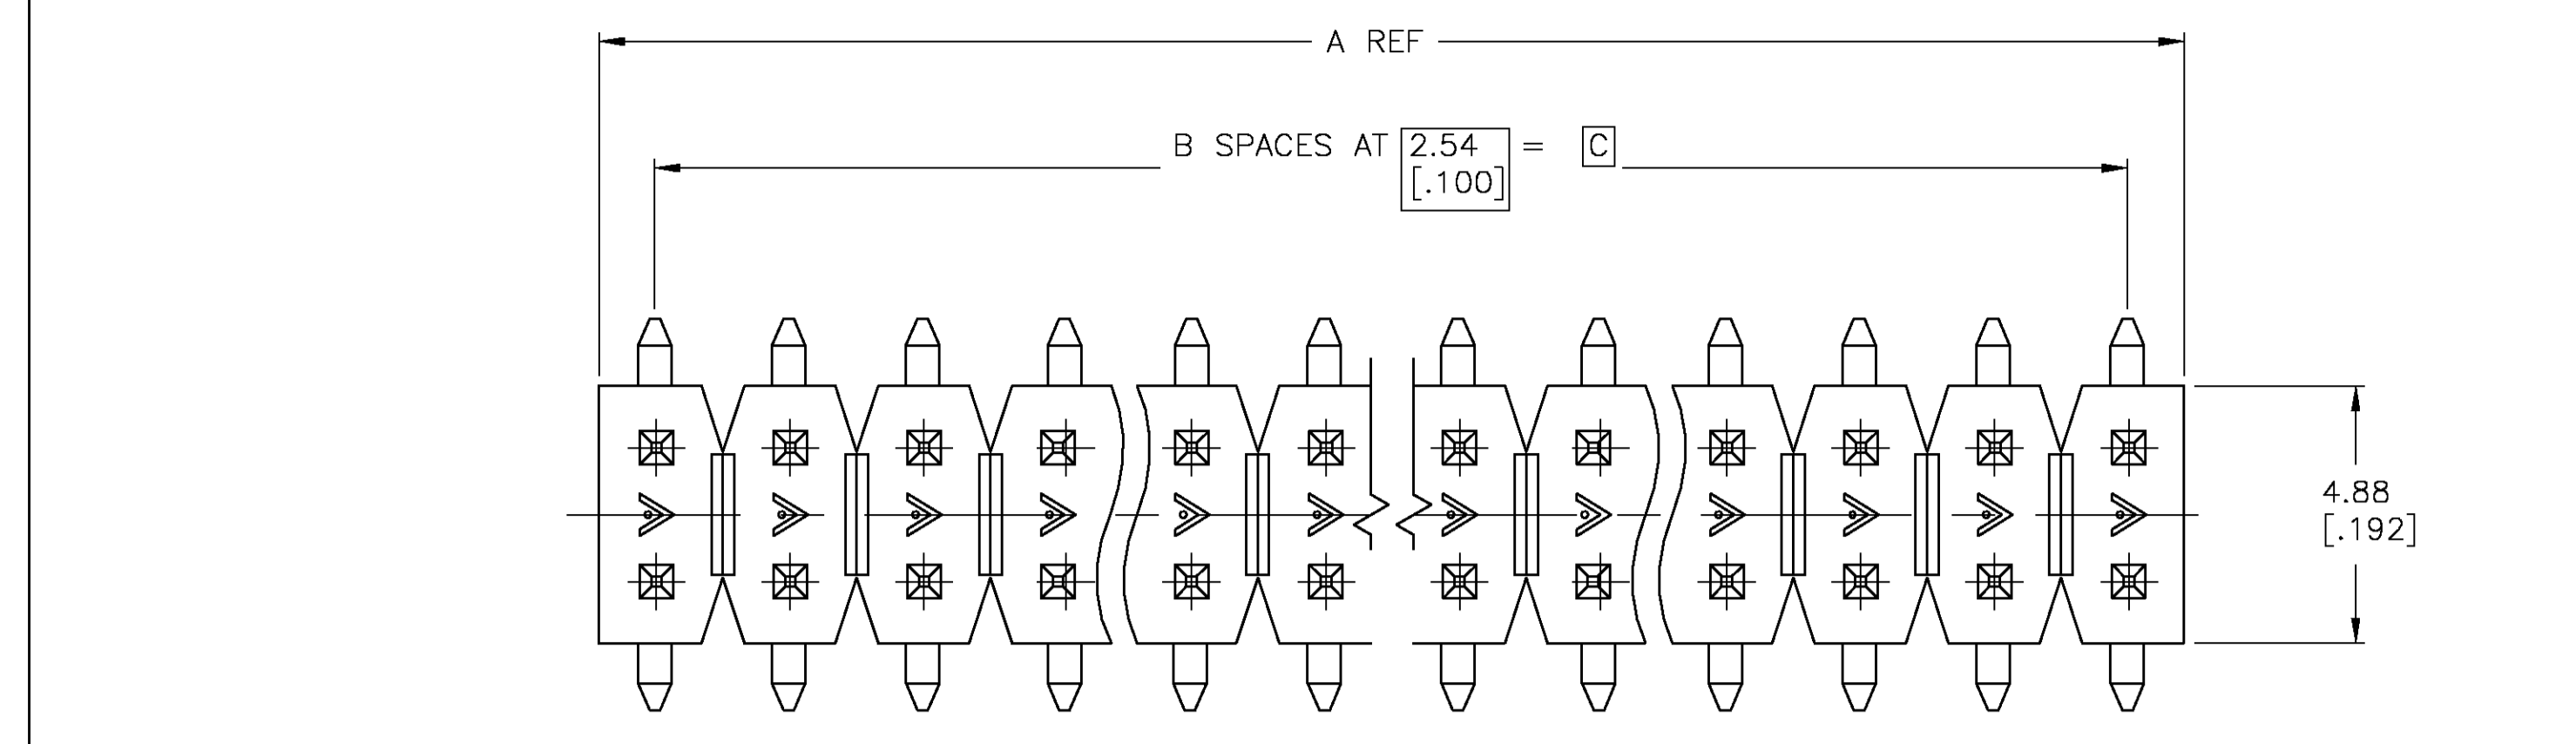 A REF
B SPACES AT 2.54 = C
[.100]
4.88
[.192]